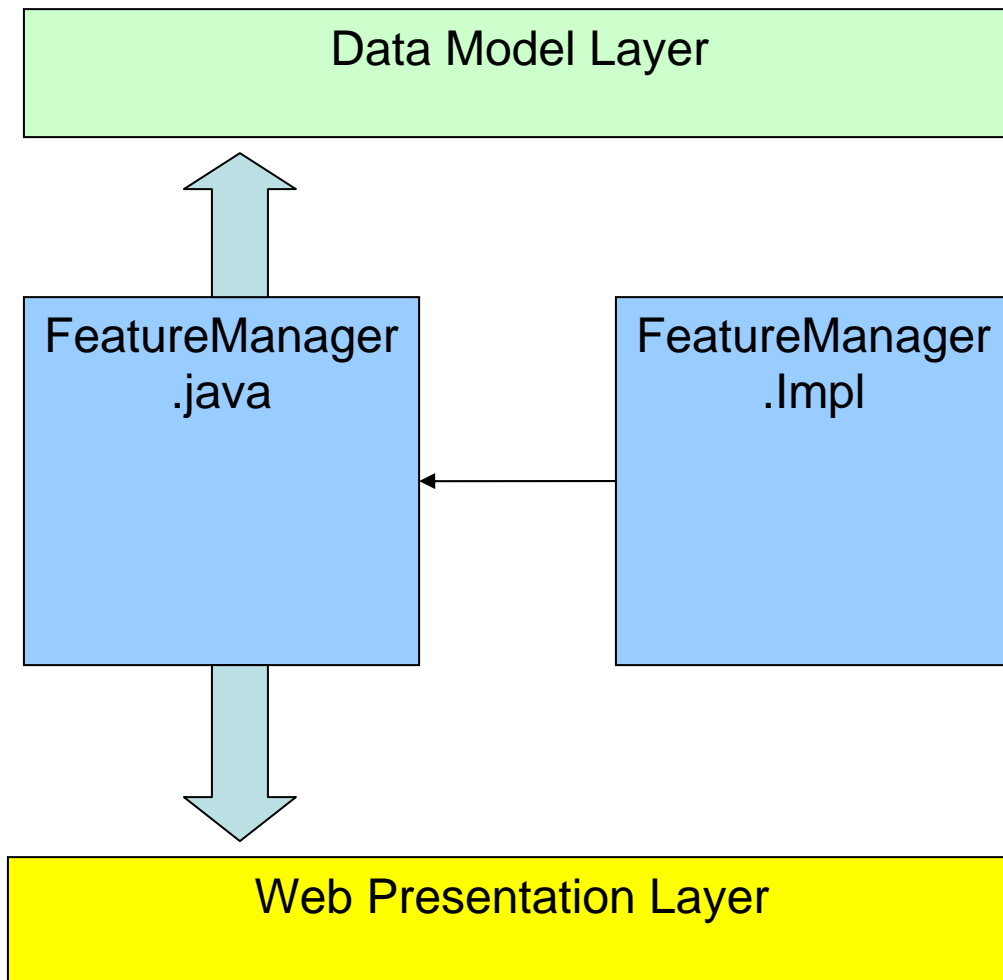 Data Model Layer
FeatureManager
.java
FeatureManager
.Impl
Web Presentation Layer